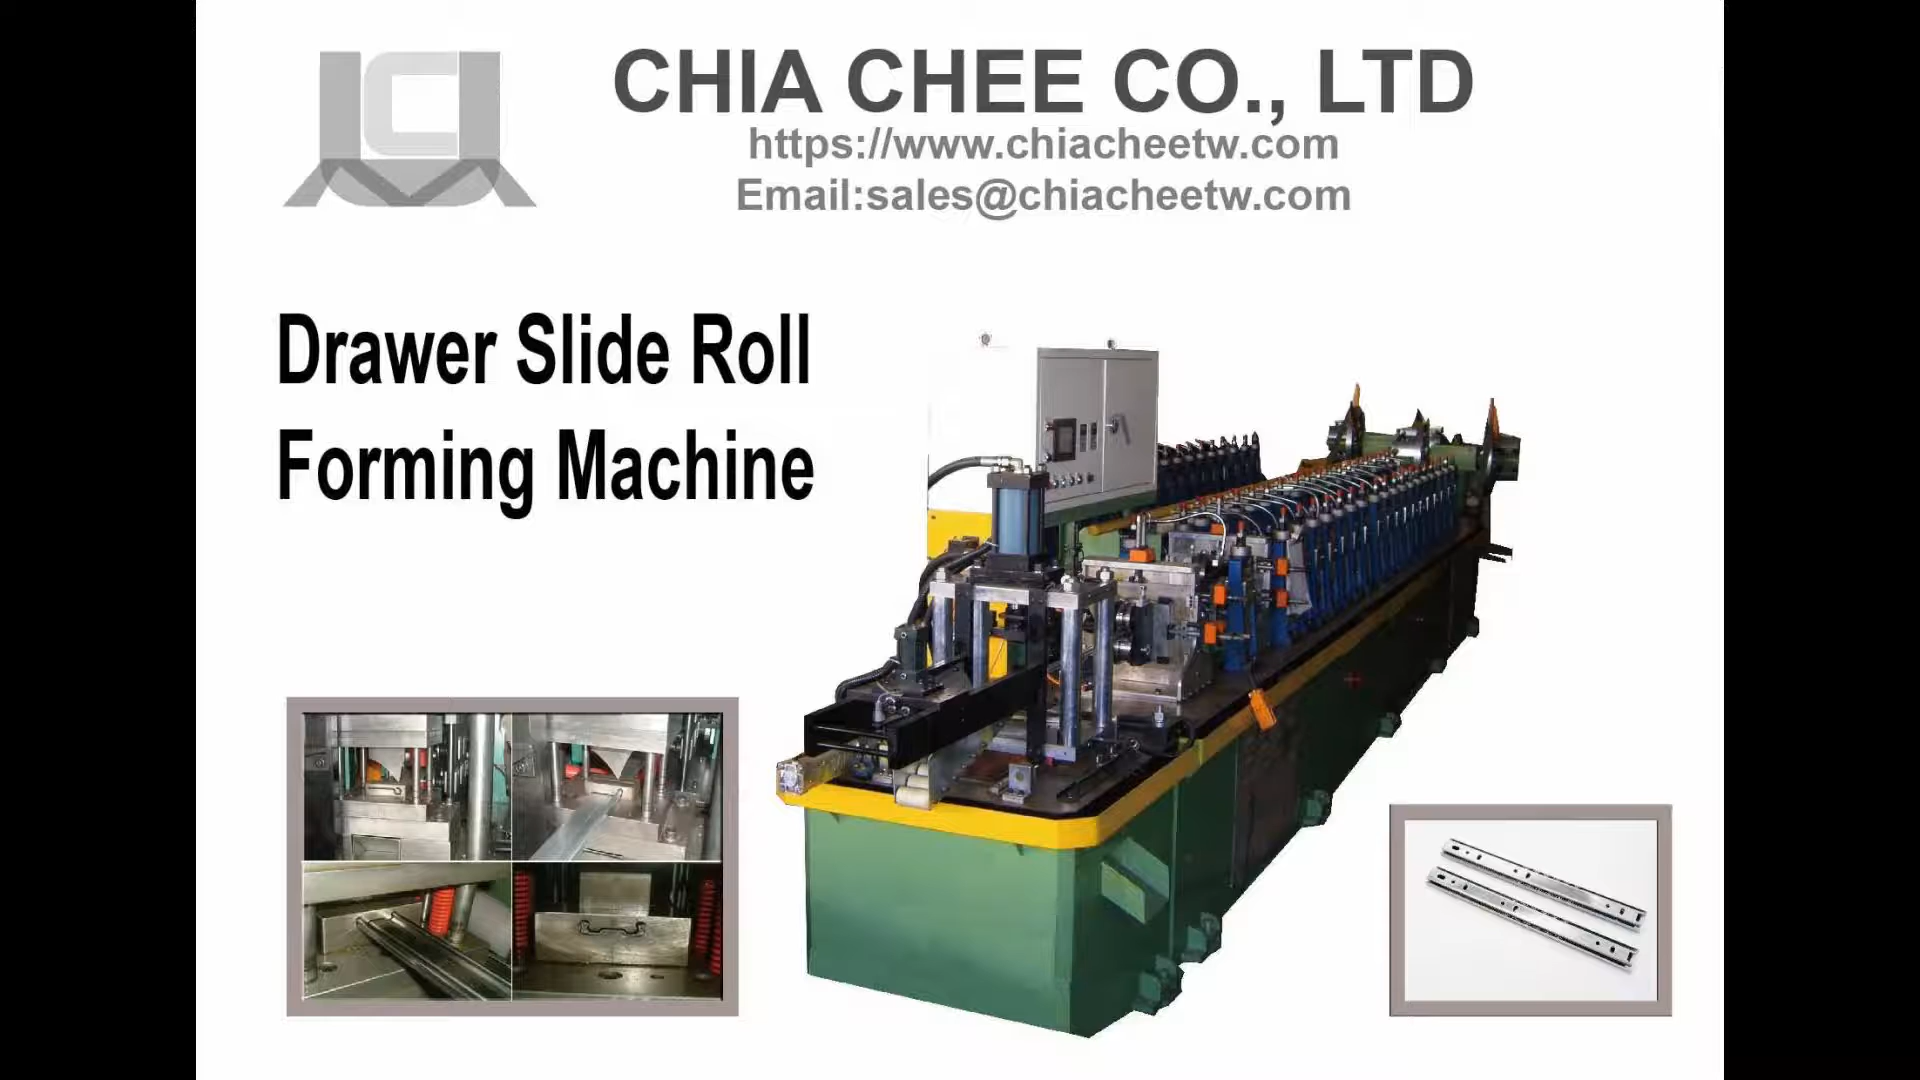 CHIA CHEE CO., LTD
https://www.chiacheetw.com
Email:sales@chiacheetw.com
Drawer Slide Roll
Forming Machine